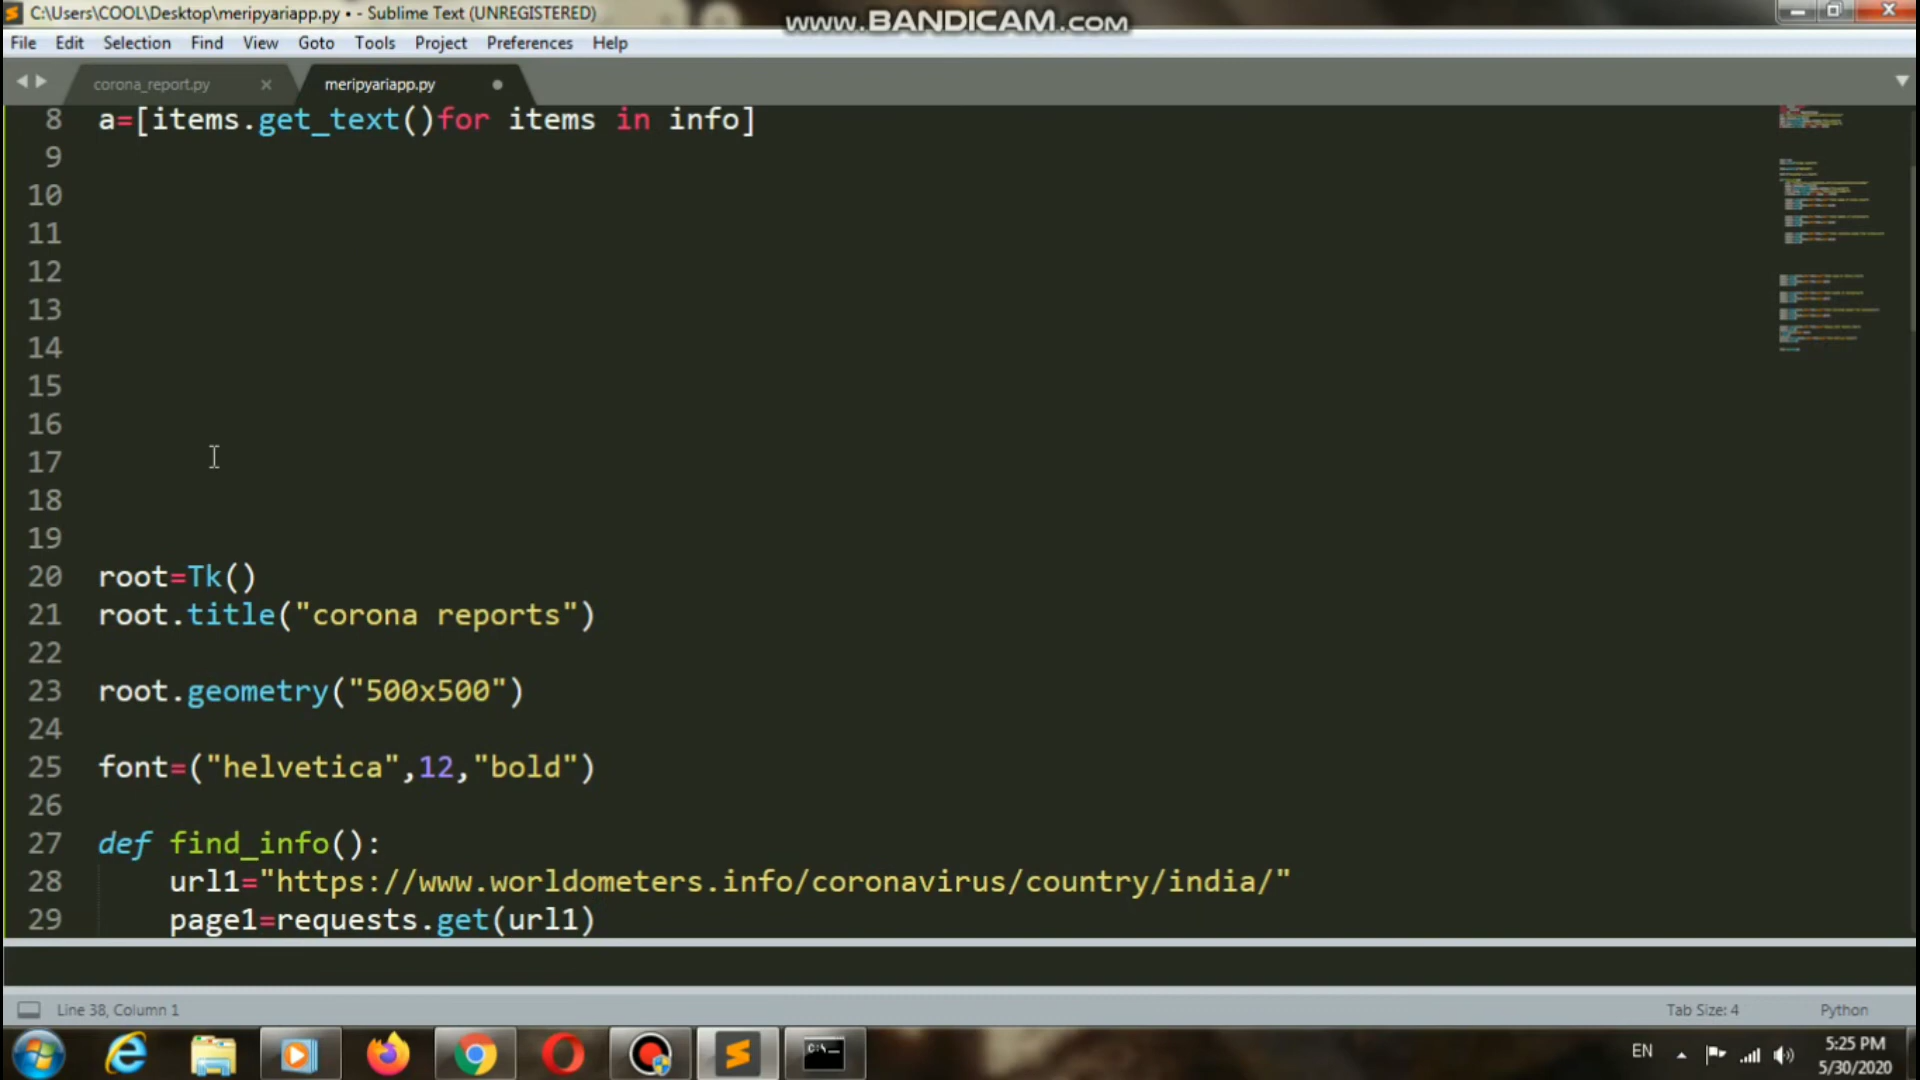 C:\Users\COOL\Desktop\meripyariapp.py • - Sublime Text (UNREGISTERED)
www.BANDICAM.com
File Edit Selection Find View Goto Tools Project Preferences Help
corona_report.py × meripyariapp.py
8 a=[items.get_text()for items in info]
9
10
11
12
13
14
15
16
17
18
19
20 root=Tk()
21 root.title("corona reports")
22
23 root.geometry("500x500")
24
25 font=("helvetica",12,"bold")
26
27 def find_info():
28 url1="https://www.worldometers.info/coronavirus/country/india/"
29 page1=requests.get(url1)
Line 38, Column 1 Tab Size: 4 Python
C:\_
EN
5:25 PM
5/30/2020